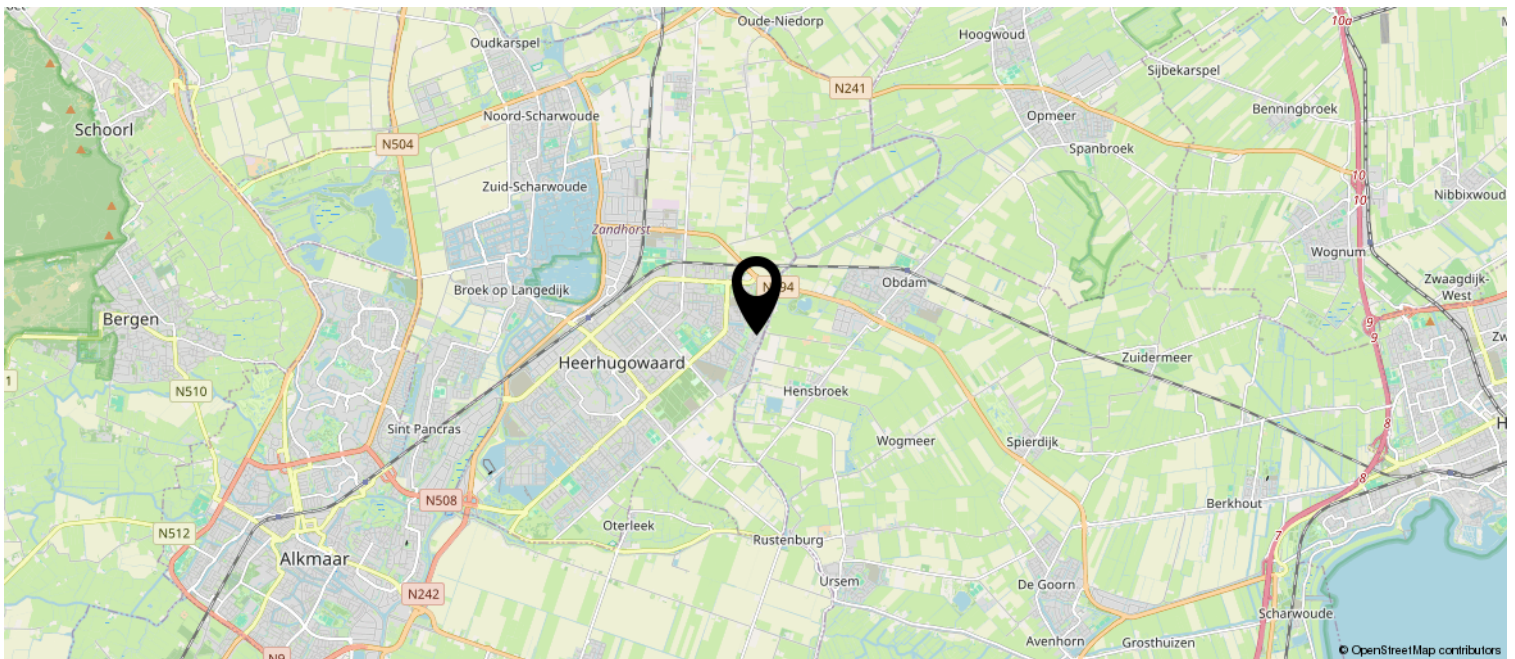 10a
Oude-Niedorp
Hoogwoud
Oudkarspel
Sijbekarspel
N241
Benningbroek
Noord-Scharwoude
Opmeer
Schoorl
N504
Spanbroek
10
Zuid-Scharwoude
Nibbixwoud
10
Zandhorst
Wognum
Obdam
Zwaagdijk-
West
Broek op Langedijk
Bergen
9
9
Zuidermeer
Heerhugowaard
1
N510
Hensbroek
8
Sint Pancras
Wogmeer
Spierdijk
8
N508
Berkhout
Oterleek
N512
7
Rustenburg
Alkmaar
Ursem
De Goorn
N242
Scharwoude
Avenhorn
Grosthuizen
N9
© OpenStreetMap contributors